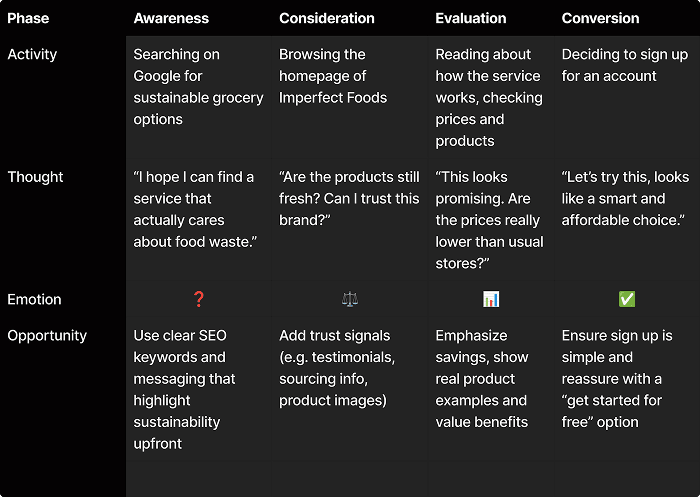 Phase Awareness Consideration Evaluation Conversion
Activity
Searching on
Google for
sustainable grocery
options
Browsing the
homepage of
Imperfect Foods
Reading about
how the service
works, checking
prices and
products
Deciding to sign up
for an account
Thought
“I hope I can find a
service that
actually cares
about food waste.”
“Are the products still
fresh? Can I trust this
brand?”
“This looks
promising. Are
the prices really
lower than usual
stores?”
“Let’s try this, looks
like a smart and
affordable choice.”
Emotion ❓ ⚖️ 📊 ✅
Opportunity
Use clear SEO
keywords and
messaging that
highlight
sustainability
upfront
Add trust signals
(e.g. testimonials,
sourcing info,
product images)
Emphasize
savings, show
real product
examples and
value benefits
Ensure sign up is
simple and
reassure with a
“get started for
free” option